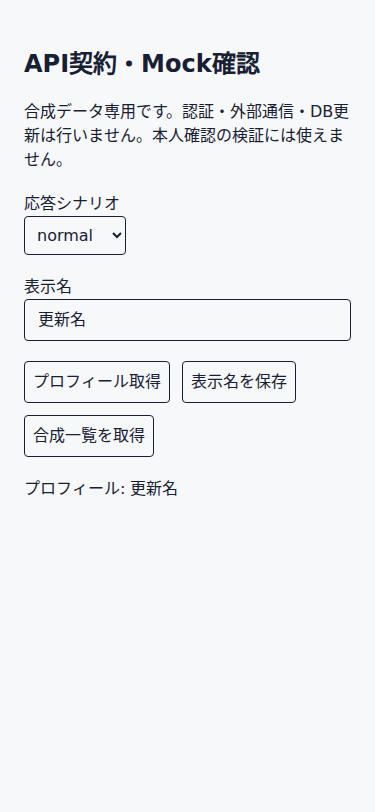 API契約・Mock確認
合成データ専用です。認証・外部通信・DB更
新は行いません。本人確認の検証には使えま
せん。
応答シナリオ
normal
表示名
更新名
プロフィール取得 表示名を保存
合成一覧を取得
プロフィール: 更新名